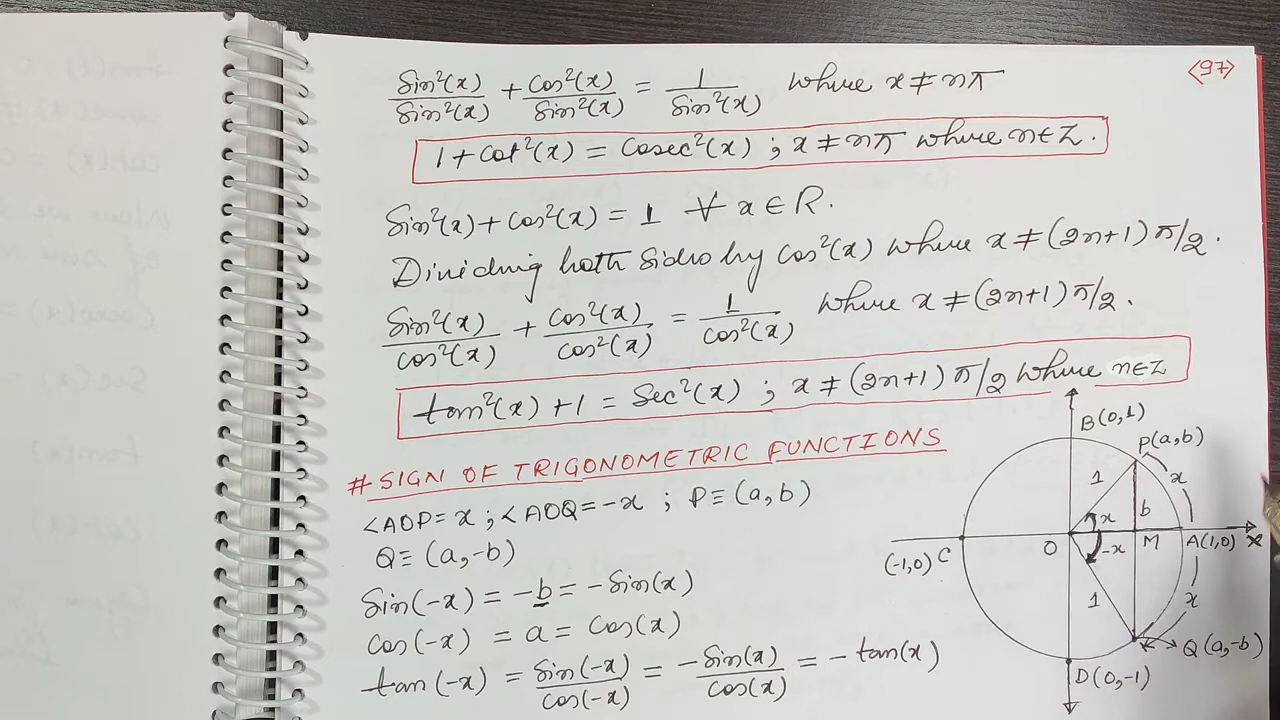 <97>
Sin²(x)/Sin²(x) + Cos²(x)/Sin²(x) = 1/Sin²(x) where x ≠ nπ
1 + Cot²(x) = Cosec²(x) ; x ≠ nπ where n∈Z.
Sin²(x) + Cos²(x) = 1 ∀ x ∈ R.
Dividing both sides by Cos²(x) where x ≠ (2n+1) π/2.
Sin²(x)/Cos²(x) + Cos²(x)/Cos²(x) = 1/Cos²(x) where x ≠ (2n+1) π/2.
tan²(x) + 1 = Sec²(x) ; x ≠ (2n+1) π/2 where n∈Z
# SIGN OF TRIGONOMETRIC FUNCTIONS
∠AOP = x ; ∠AOQ = -x ; P ≡ (a, b)
Q ≡ (a, -b)
Sin(-x) = -b = -Sin(x)
Cos(-x) = a = Cos(x)
tan(-x) = Sin(-x)/Cos(-x) = -Sin(x)/Cos(x) = -tan(x)
B(0,1)
P(a,b)
1
x
b
x
O
-x
M
A(1,0)
X
(-1,0) C
1
x
Q(a,-b)
D(0,-1)